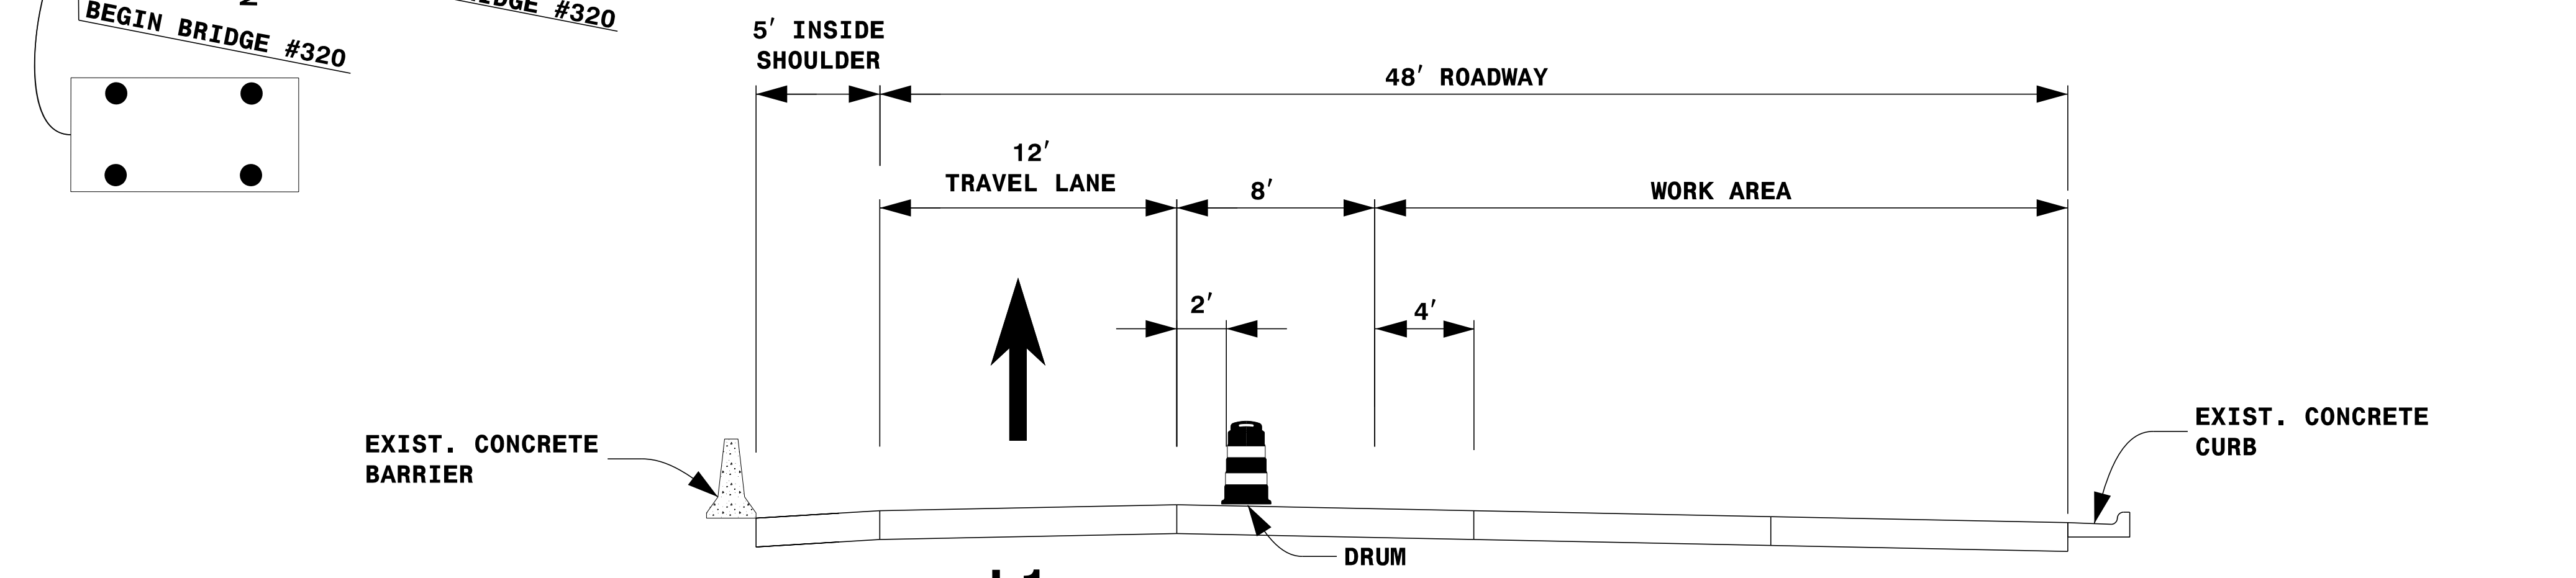 BEGIN BRIDGE #320
#320
5' INSIDE
SHOULDER
48' ROADWAY
12'
TRAVEL LANE
8'
WORK AREA
2'
4'
EXIST. CONCRETE
BARRIER
EXIST. CONCRETE
CURB
DRUM